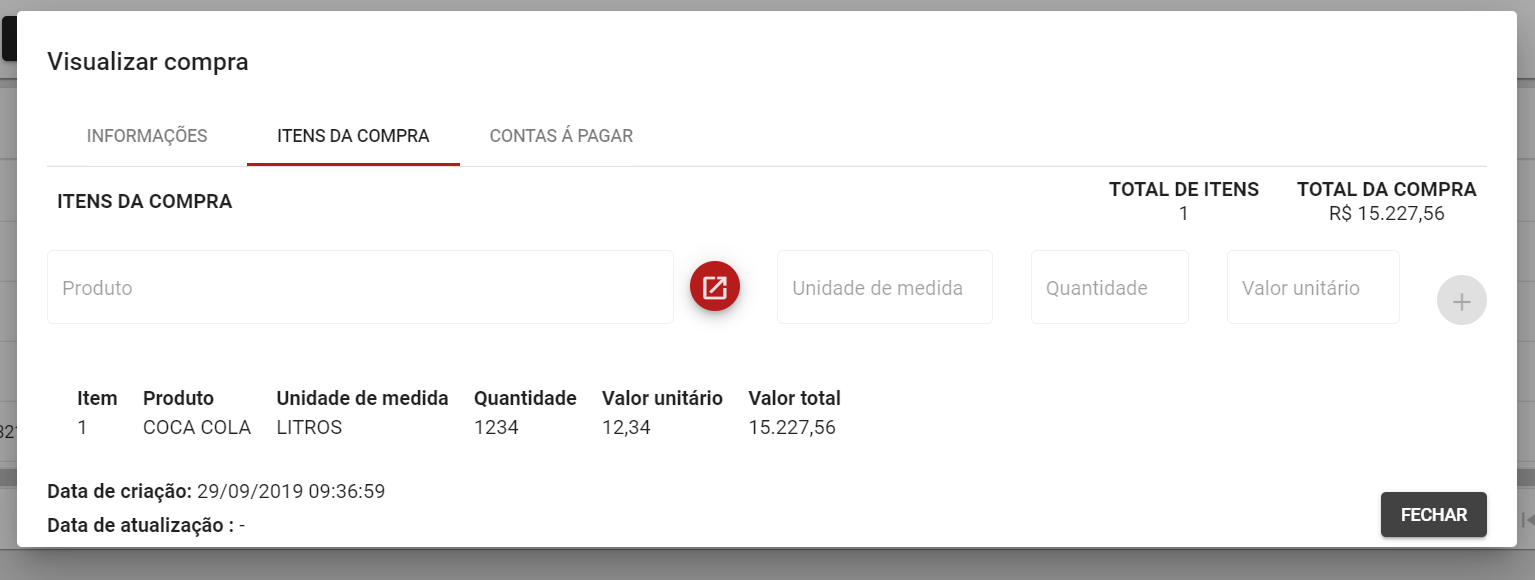 Visualizar compra
INFORMAÇÕES ITENS DA COMPRA CONTAS Á PAGAR
ITENS DA COMPRA
TOTAL DE ITENS TOTAL DA COMPRA
1 R$ 15.227,56
Produto Unidade de medida Quantidade Valor unitário
Item Produto Unidade de medida Quantidade Valor unitário Valor total
1 COCA COLA LITROS 1234 12,34 15.227,56
Data de criação: 29/09/2019 09:36:59
Data de atualização : -
FECHAR